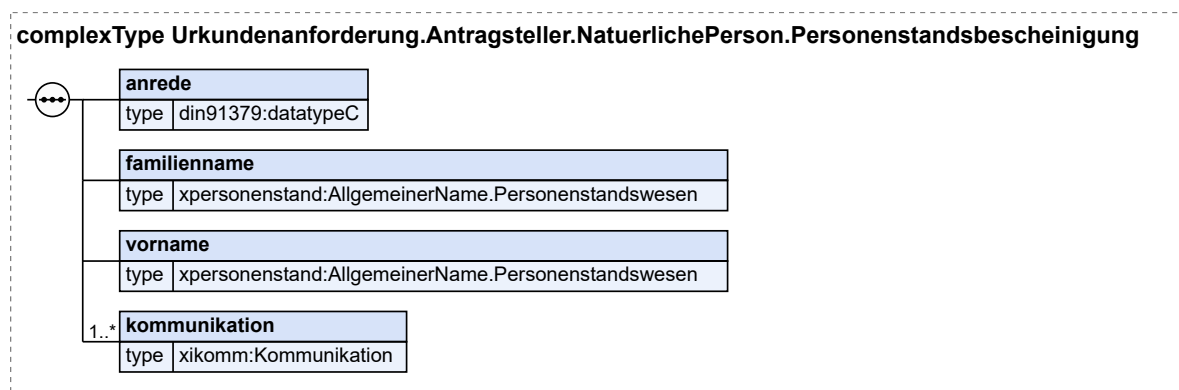 complexType Urkundenanforderung.Antragsteller.NatuerlichePerson.Personenstandsbescheinigung
anrede
type din91379:datatypeC
familienname
type xpersonenstand:AllgemeinerName.Personenstandswesen
vorname
type xpersonenstand:AllgemeinerName.Personenstandswesen
1..* kommunikation
type xikomm:Kommunikation